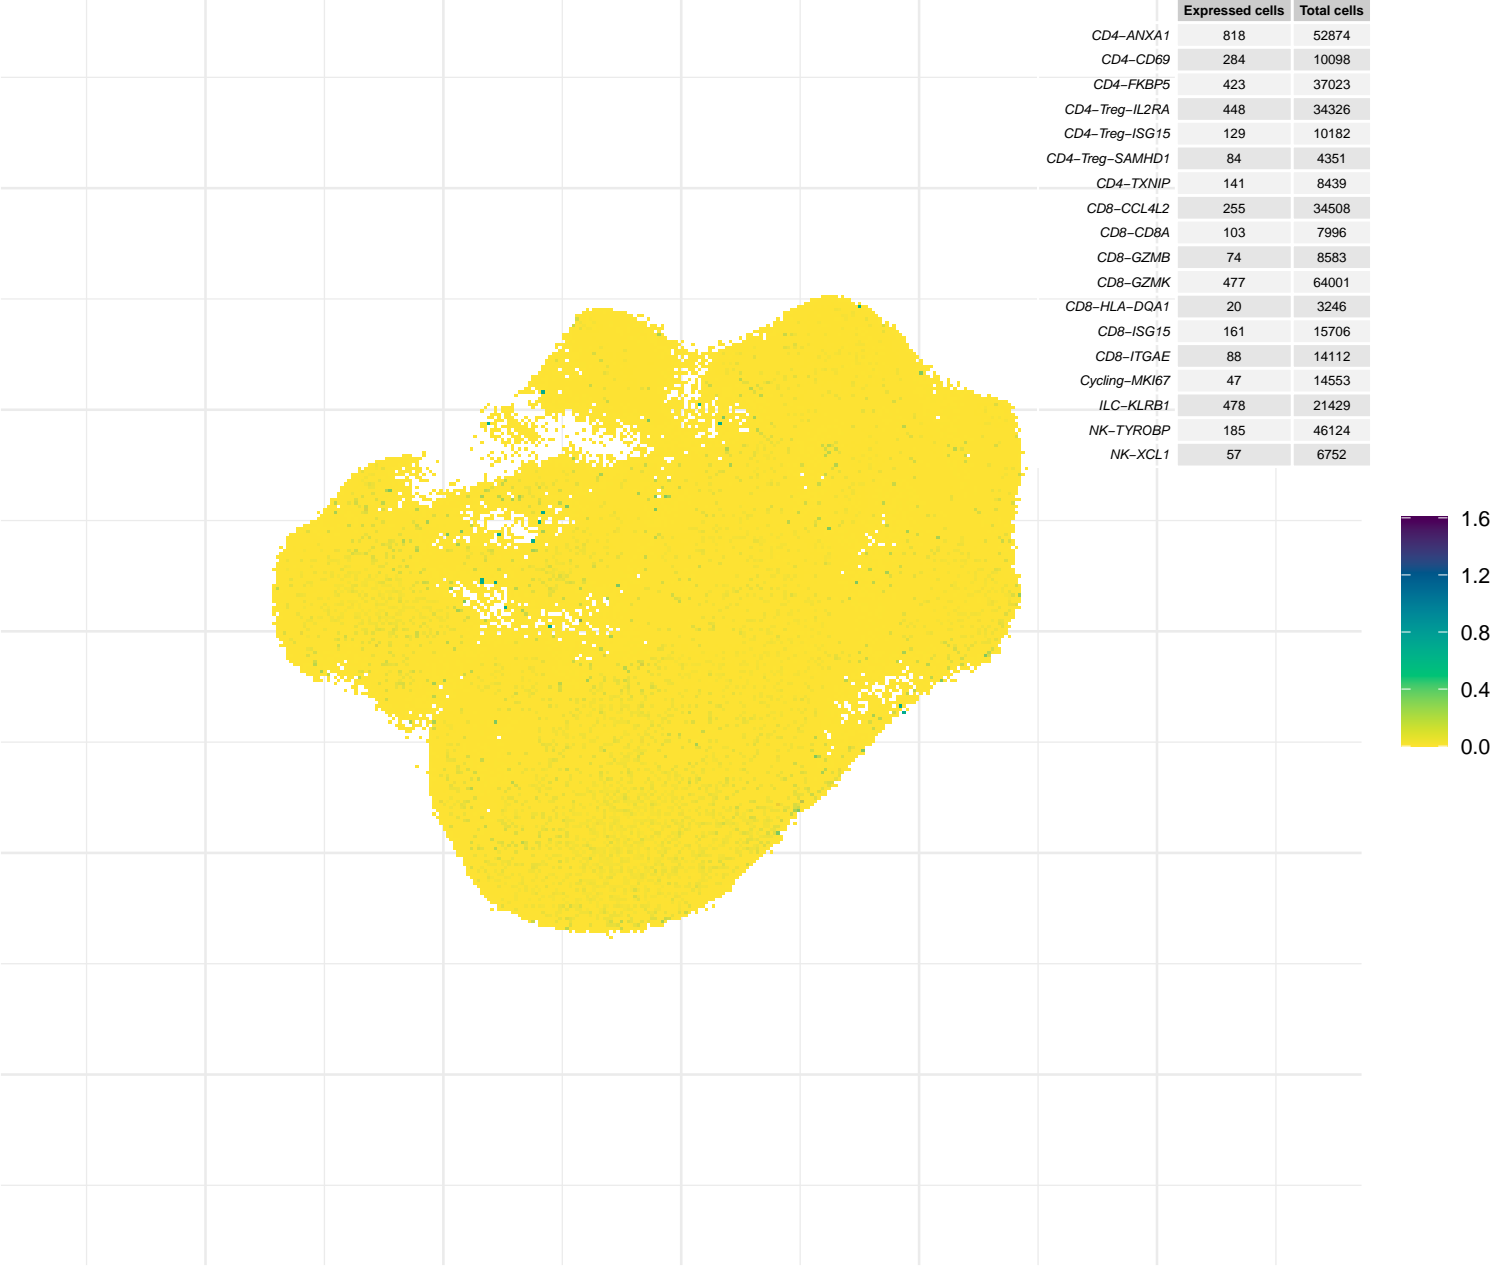 Expressed cells Total cells
CD4−ANXA1 818 52874
CD4−CD69 284 10098
CD4−FKBP5 423 37023
CD4−Treg−IL2RA 448 34326
CD4−Treg−ISG15 129 10182
CD4−Treg−SAMHD1 84 4351
CD4−TXNIP 141 8439
CD8−CCL4L2 255 34508
CD8−CD8A 103 7996
CD8−GZMB 74 8583
CD8−GZMK 477 64001
CD8−HLA−DQA1 20 3246
CD8−ISG15 161 15706
CD8−ITGAE 88 14112
Cycling−MKI67 47 14553
ILC−KLRB1 478 21429
NK−TYROBP 185 46124
NK−XCL1 57 6752
1.6
1.2
0.8
0.4
0.0